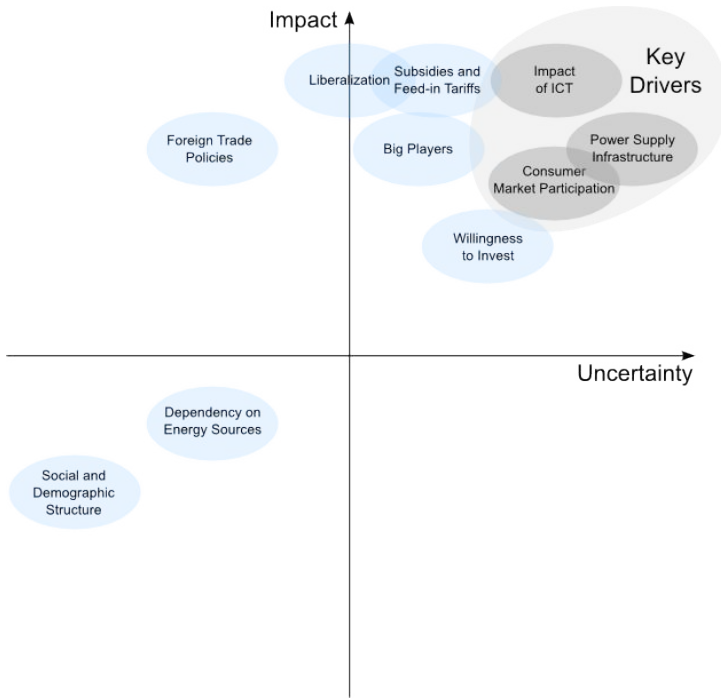 Impact
Key
Drivers
Liberalization
Subsidies and
Feed-in Tariffs
Impact
of ICT
Foreign Trade
Policies
Big Players
Power Supply
Infrastructure
Consumer
Market Participation
Willingness
to Invest
Uncertainty
Dependency on
Energy Sources
Social and
Demographic
Structure